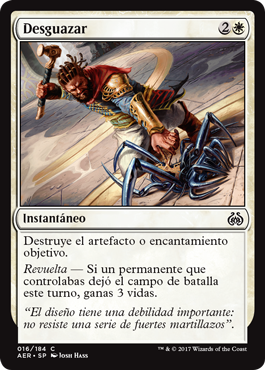 Desguazar 2
Instantáneo
Destruye el artefacto o encantamiento
objetivo.
Revuelta — Si un permanente que
controlabas dejó el campo de batalla
este turno, ganas 3 vidas.
“El diseño tiene una debilidad importante:
no resiste una serie de fuertes martillazos”.
016/184 C
AER • SP Josh Hass
™ & © 2017 Wizards of the Coast